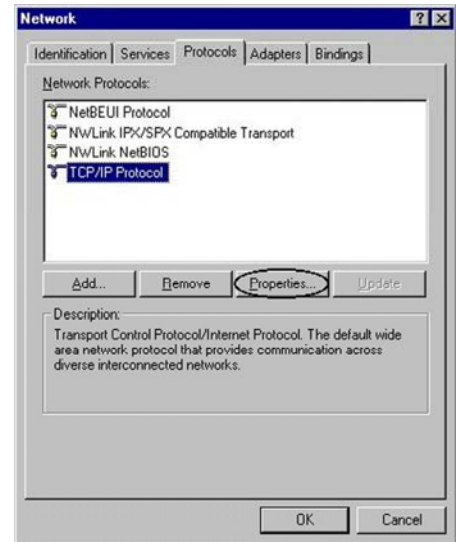 Network
Identification Services Protocols Adapters Bindings
Network Protocols:
NetBEUI Protocol
NWLink IPX/SPX Compatible Transport
NWLink NetBIOS
TCP/IP Protocol
Add... Remove Properties... Update
Description:
Transport Control Protocol/Internet Protocol. The default wide
area network protocol that provides communication across
diverse interconnected networks.
OK Cancel